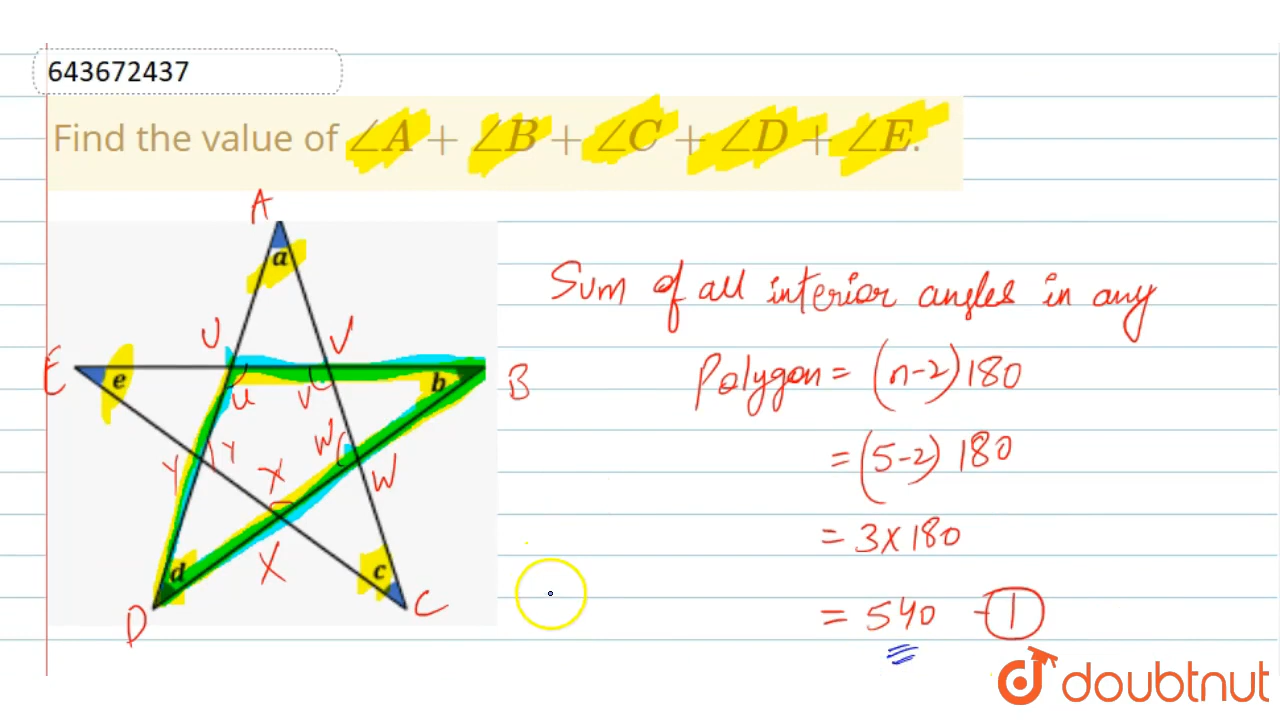 643672437
Find the value of ∠A + ∠B + ∠C + ∠D + ∠E.
A
a
Sum of all interior angles in any
U V
E e b B
u v
Polygon = (n-2)180
Y Y W W
X
= (5-2) 180
= 3×180
d X c
D C
= 540 - 1
doubtnut